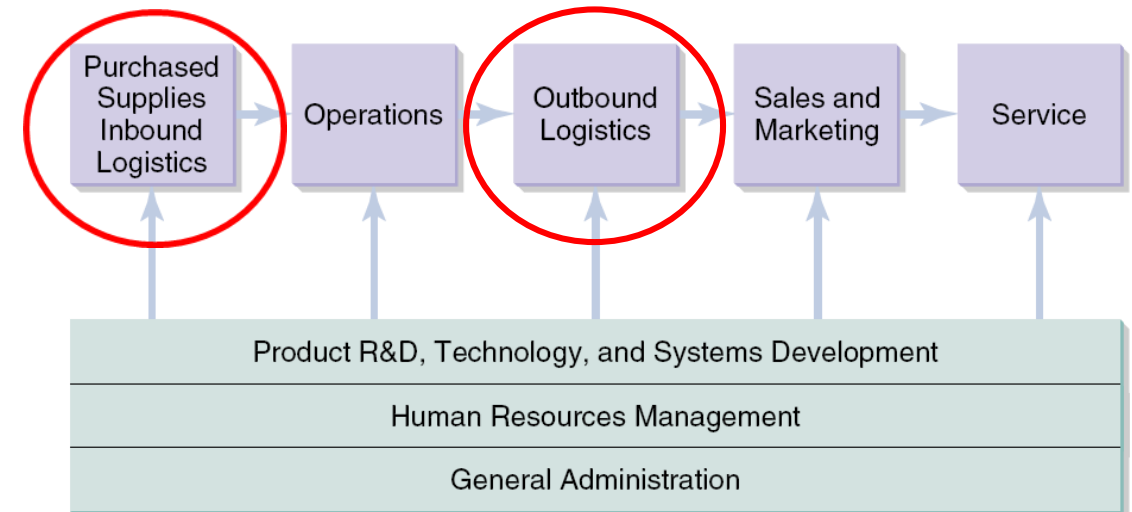 Purchased
Supplies
Inbound
Logistics
Operations
Outbound
Logistics
Sales and
Marketing
Service
Product R&D, Technology, and Systems Development
Human Resources Management
General Administration